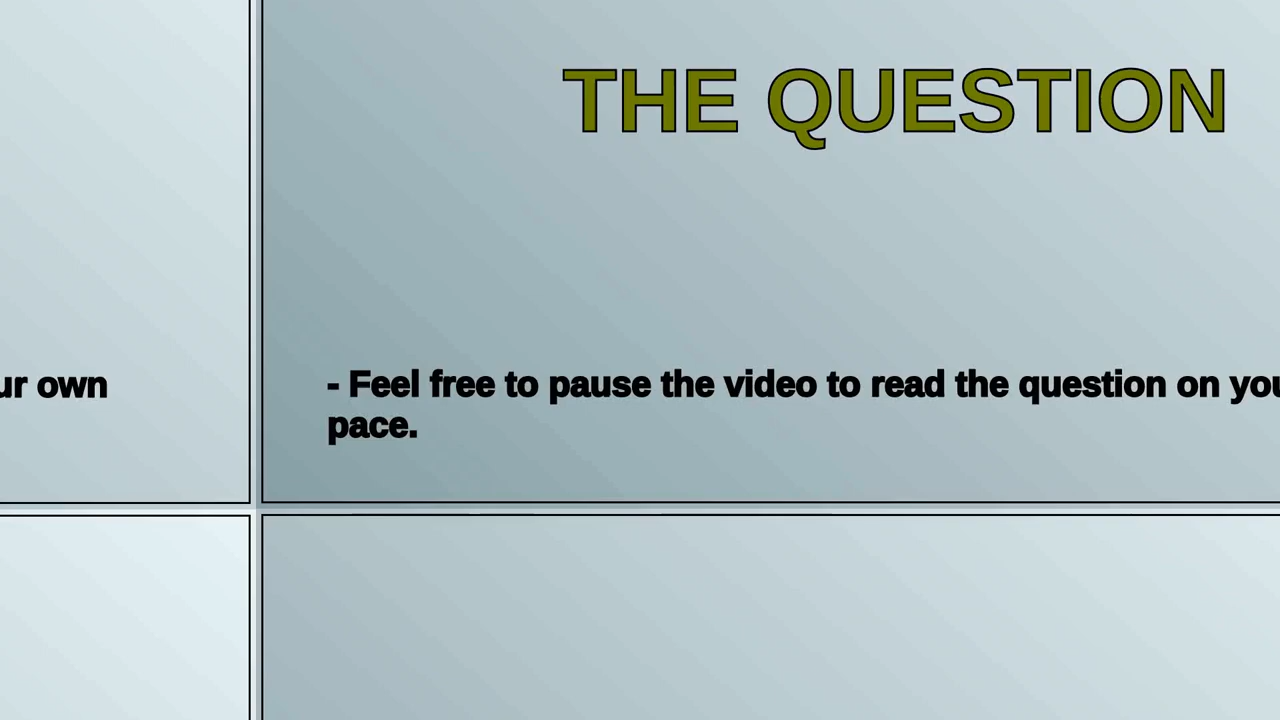 THE QUESTION
ur own
- Feel free to pause the video to read the question on you
pace.